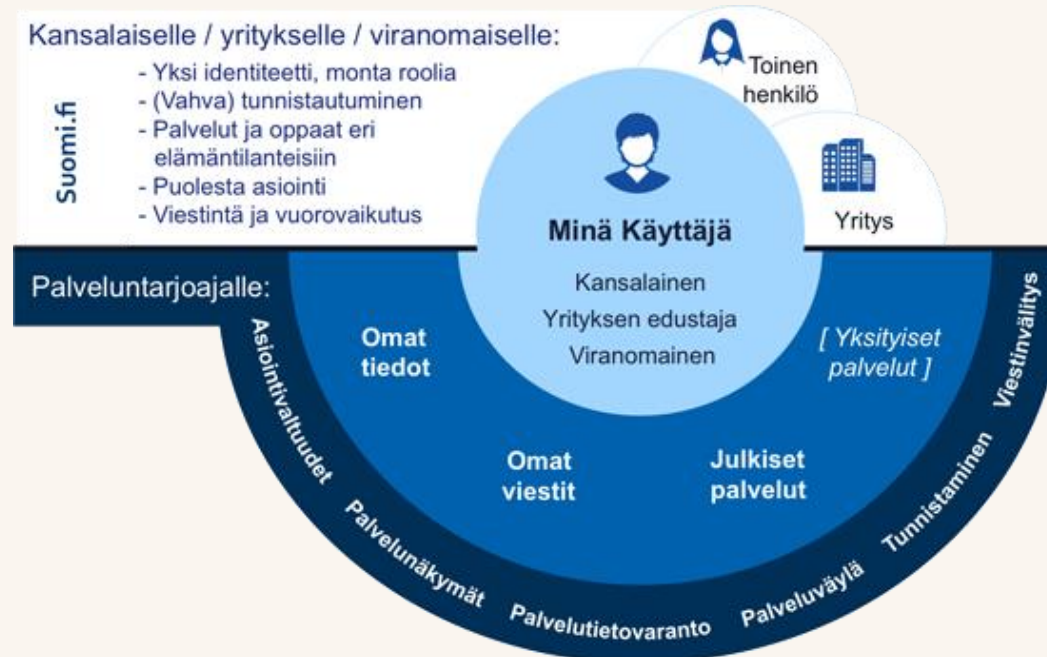 Kansalaiselle / yritykselle / viranomaiselle:
- Yksi identiteetti, monta roolia
- (Vahva) tunnistautuminen
- Palvelut ja oppaat eri
elämäntilanteisiin
- Puolesta asiointi
- Viestintä ja vuorovaikutus
Suomi.fi
Toinen
henkilö
Yritys
Minä Käyttäjä
Kansalainen
Yrityksen edustaja
Viranomainen
Palveluntarjoajalle:
Omat
tiedot
Omat
viestit
Julkiset
palvelut
[ Yksityiset
palvelut ]
Asiointivaltuudet
Palvelunäkymät
Palvelutietovaranto
Palveluväylä
Tunnistaminen
Viestinvälitys